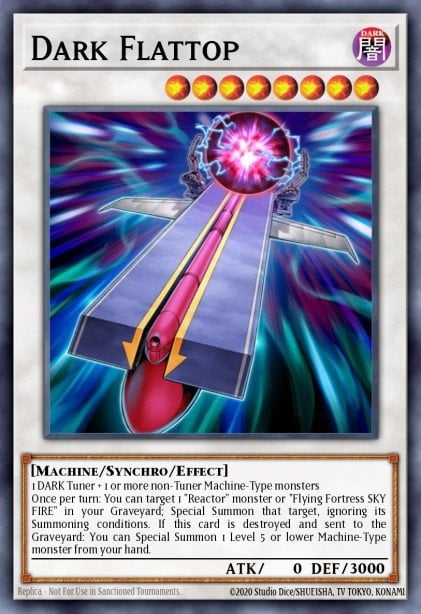 DARK FLATTOP
DARK
闇
[MACHINE/SYNCHRO/EFFECT]
1 DARK Tuner + 1 or more non-Tuner Machine-Type monsters
Once per turn: You can target 1 "Reactor" monster or "Flying Fortress SKY
FIRE" in your Graveyard; Special Summon that target, ignoring its
Summoning conditions. If this card is destroyed and sent to the
Graveyard: You can Special Summon 1 Level 5 or lower Machine-Type
monster from your hand.
ATK/ 0 DEF/3000
Replica - Not For Use in Sanctioned Tournaments.
©2020 Studio Dice/SHUEISHA, TV TOKYO, KONAMI